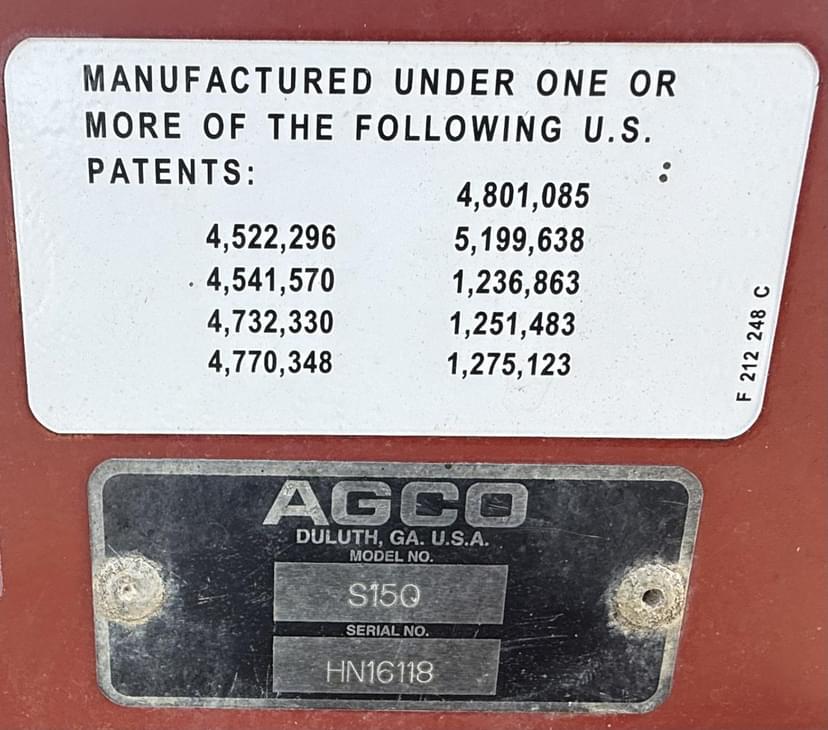 MANUFACTURED UNDER ONE OR
MORE OF THE FOLLOWING U.S.
PATENTS: :
4,801,085
4,522,296 5,199,638
4,541,570 1,236,863
4,732,330 1,251,483
4,770,348 1,275,123
F 212 248 C
AGCO
DULUTH, GA. U.S.A.
MODEL NO.
S150
SERIAL NO.
HN16118